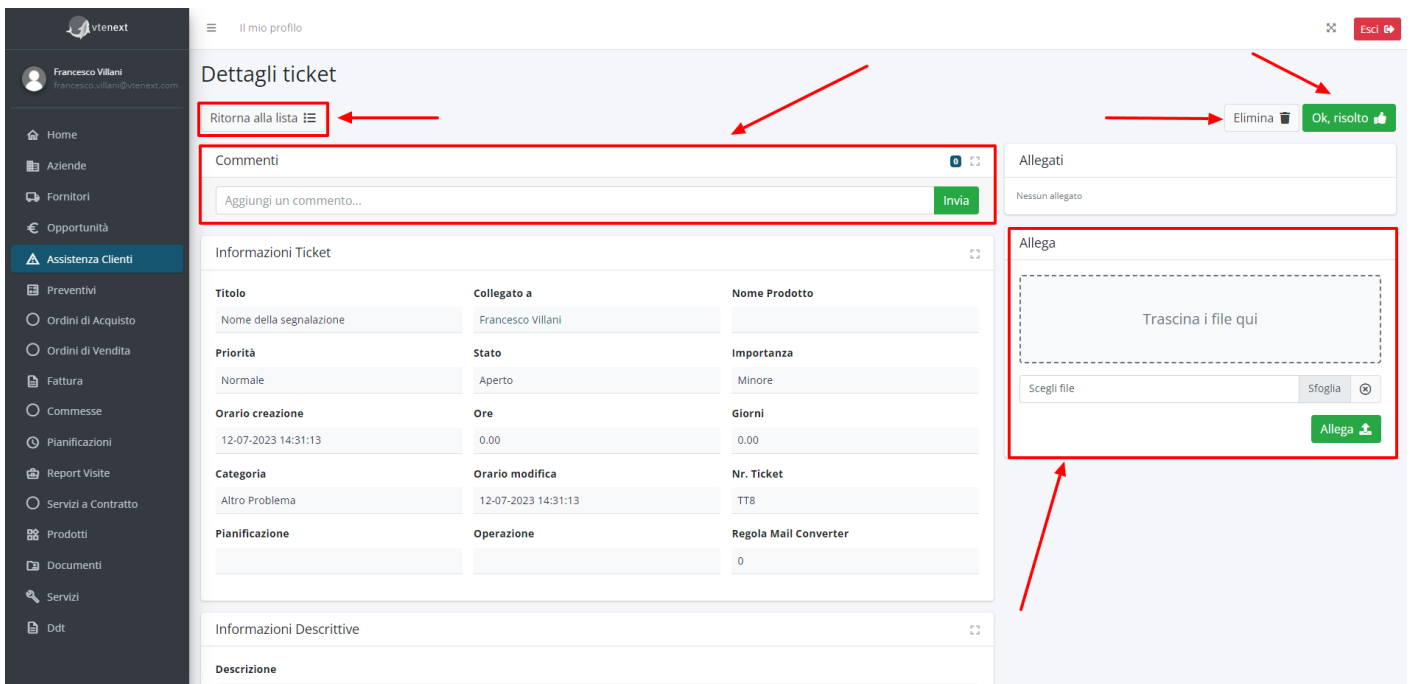 vtenext
Il mio profilo
Esci
Francesco Villani
francesco.villani@vtenext.com
Home
Aziende
Fornitori
Opportunità
Assistenza Clienti
Preventivi
Ordini di Acquisto
Ordini di Vendita
Fattura
Commesse
Pianificazioni
Report Visite
Servizi a Contratto
Prodotti
Documenti
Servizi
Ddt
Dettagli ticket
Ritorna alla lista
Elimina
Ok, risolto
Commenti
0
Aggiungi un commento...
Invia
Informazioni Ticket
Titolo Collegato a Nome Prodotto
Nome della segnalazione Francesco Villani
Priorità Stato Importanza
Normale Aperto Minore
Orario creazione Ore Giorni
12-07-2023 14:31:13 0.00 0.00
Categoria Orario modifica Nr. Ticket
Altro Problema 12-07-2023 14:31:13 TT8
Pianificazione Operazione Regola Mail Converter
0
Informazioni Descrittive
Descrizione
Allegati
Nessun allegato
Allega
Trascina i file qui
Scegli file Sfoglia
Allega